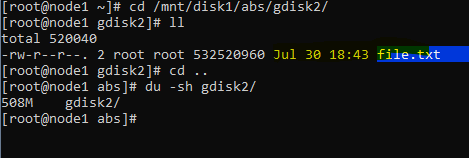 [root@node1 ~]# cd /mnt/disk1/abs/gdisk2/
[root@node1 gdisk2]# ll
total 520040
-rw-r--r--. 2 root root 532520960 Jul 30 18:43 file.txt
[root@node1 gdisk2]# cd ..
[root@node1 abs]# du -sh gdisk2/
508M    gdisk2/
[root@node1 abs]#